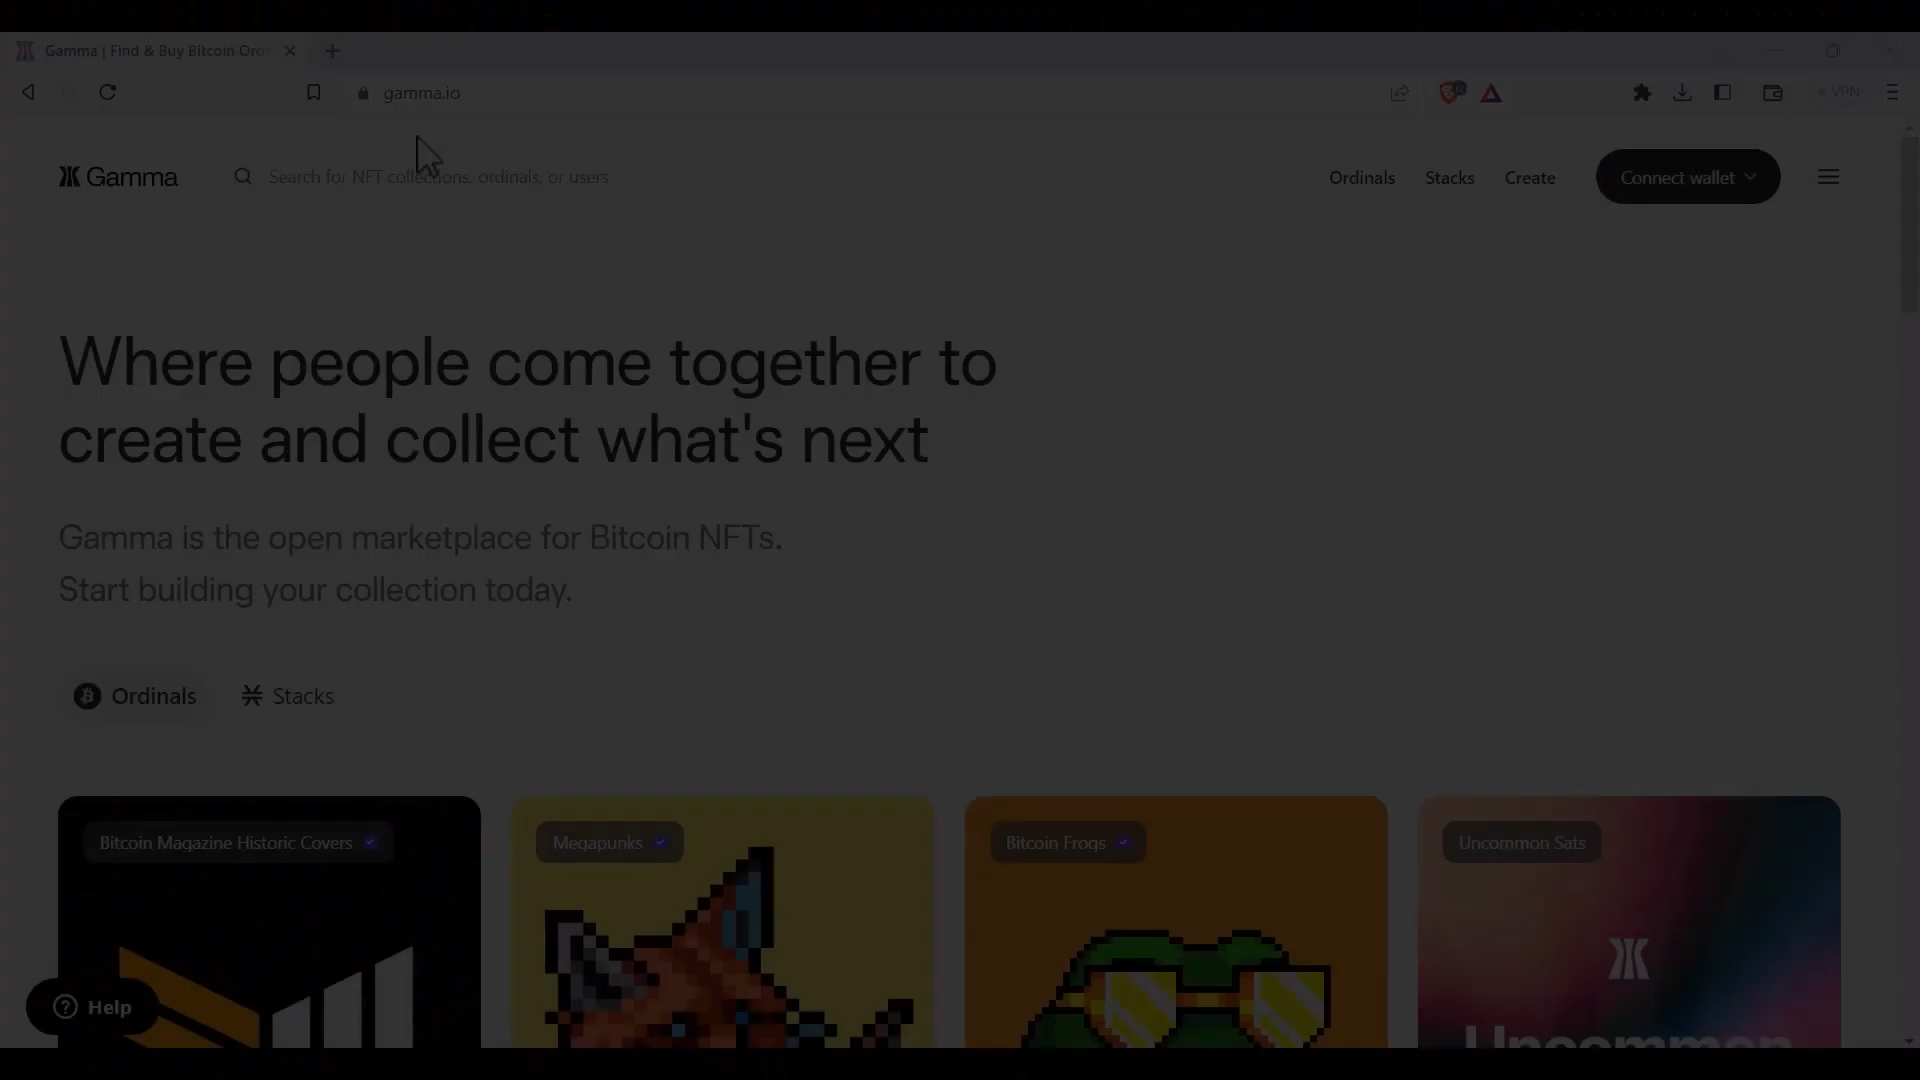 Gamma | Find & Buy Bitcoin Ord
gamma.io
VPN
Gamma
Search for NFT collections, ordinals, or users
Ordinals
Stacks
Create
Connect wallet
Where people come together to
create and collect what's next
Gamma is the open marketplace for Bitcoin NFTs.
Start building your collection today.
Ordinals
Stacks
Bitcoin Magazine Historic Covers
Megapunks
Bitcoin Frogs
Uncommon Sats
Help
Uncommon